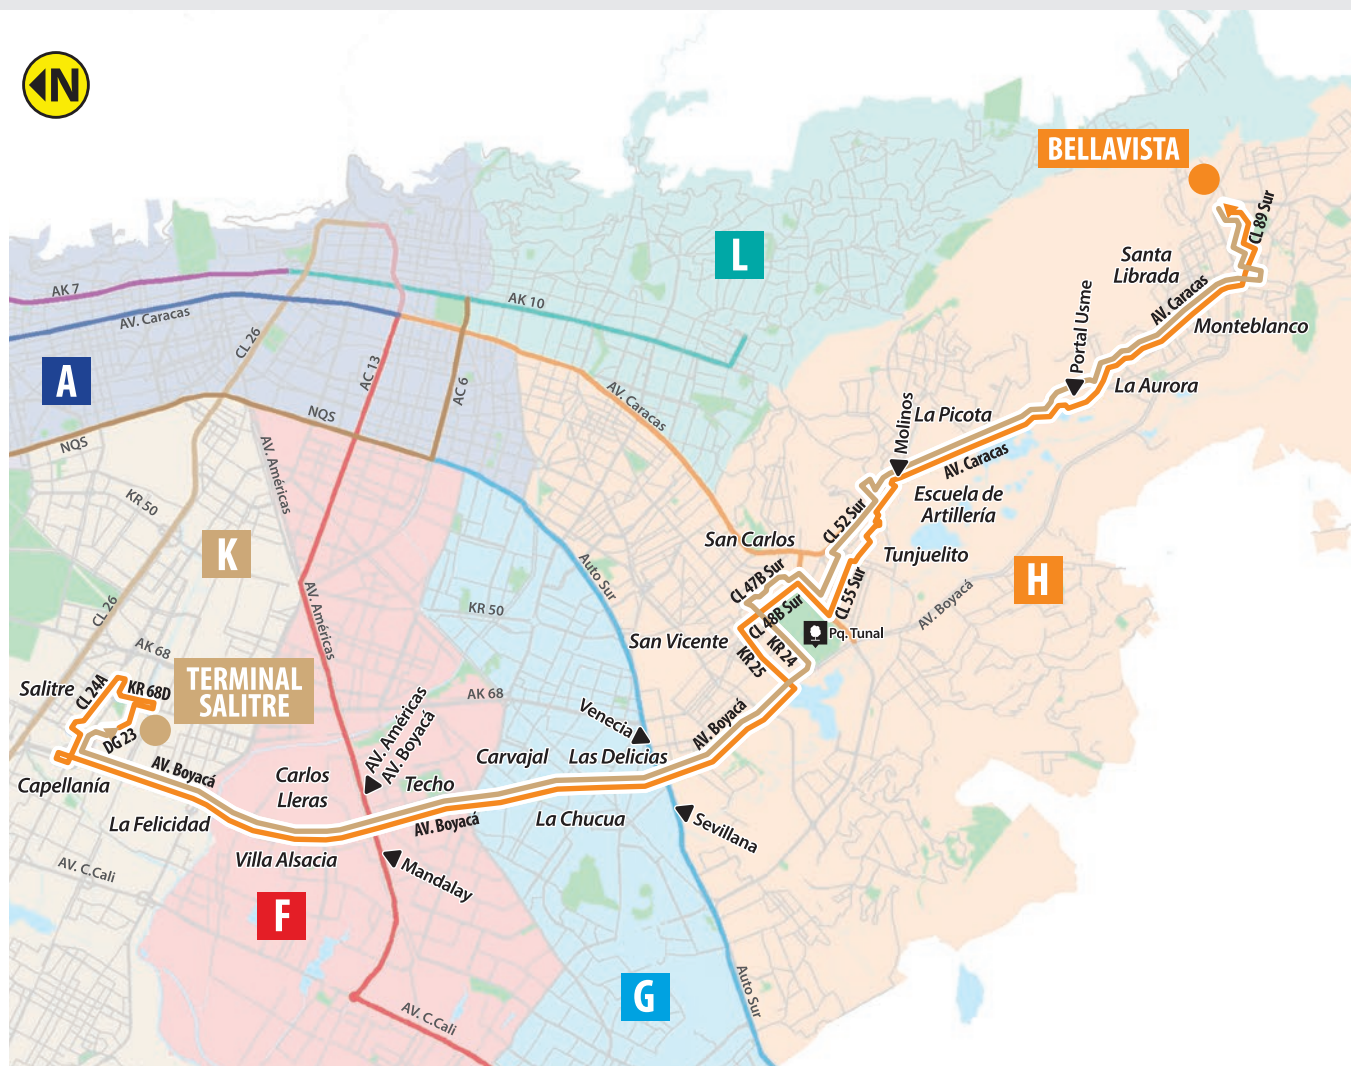 N
BELLAVISTA
CL 89 Sur
Santa
Librada
AV. Caracas
Monteblanco
Portal Usme
La Aurora
L
AK 7
AV. Caracas
AK 10
CL 26
AC 13
AC 6
AV. Caracas
A
NQS
NQS
AV. Américas
KR 50
K
Molinos
La Picota
AV. Caracas
Escuela de
Artillería
CL 52 Sur
San Carlos
Tunjuelito
CL 47B Sur
CL 55 Sur
H
AV. Boyacá
CL 48B Sur
Pq. Tunal
San Vicente
KR 24
KR 25
Auto Sur
KR 50
AV. Américas
CL 26
AK 68
TERMINAL
SALITRE
Salitre
CL 24A
KR 68D
DG 23
AV. Boyacá
Capellanía
La Felicidad
AK 68
AV. Américas
AV. Boyacá
Venecia
AV. Boyacá
Carvajal
Las Delicias
Carlos
Lleras
Techo
La Chucua
AV. Boyacá
Sevillana
Villa Alsacia
Mandalay
AV. C.Cali
F
G
Auto Sur
AV. C.Cali